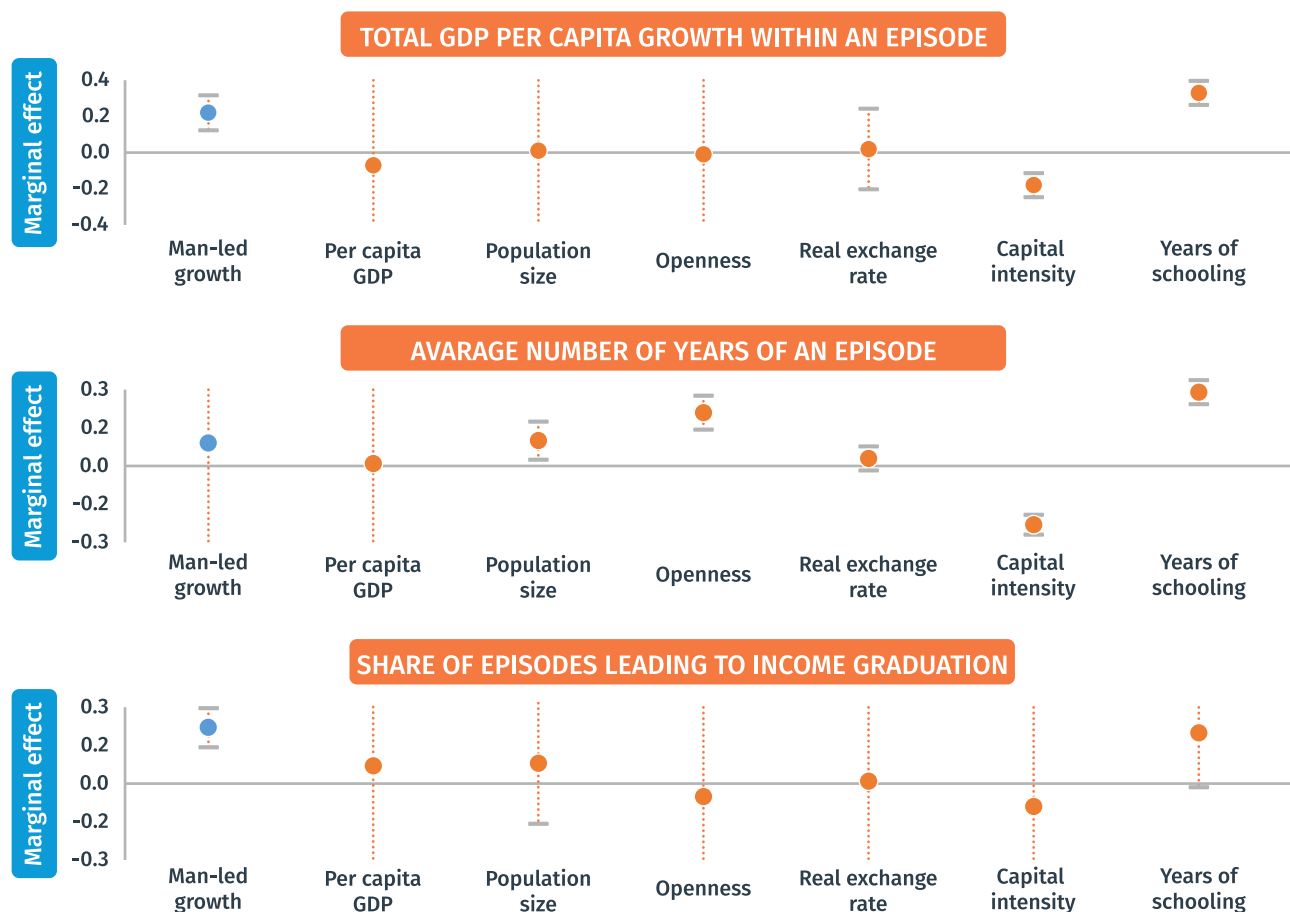 TOTAL GDP PER CAPITA GROWTH WITHIN AN EPISODE
Marginal effect
0.4
0.2
0.0
-0.2
-0.4
Man-led
growth
Per capita
GDP
Population
size
Openness
Real exchange
rate
Capital
intensity
Years of
schooling
AVARAGE NUMBER OF YEARS OF AN EPISODE
Marginal effect
0.3
0.2
0.0
-0.2
-0.3
Man-led
growth
Per capita
GDP
Population
size
Openness
Real exchange
rate
Capital
intensity
Years of
schooling
SHARE OF EPISODES LEADING TO INCOME GRADUATION
Marginal effect
0.3
0.2
0.0
-0.2
-0.3
Man-led
growth
Per capita
GDP
Population
size
Openness
Real exchange
rate
Capital
intensity
Years of
schooling